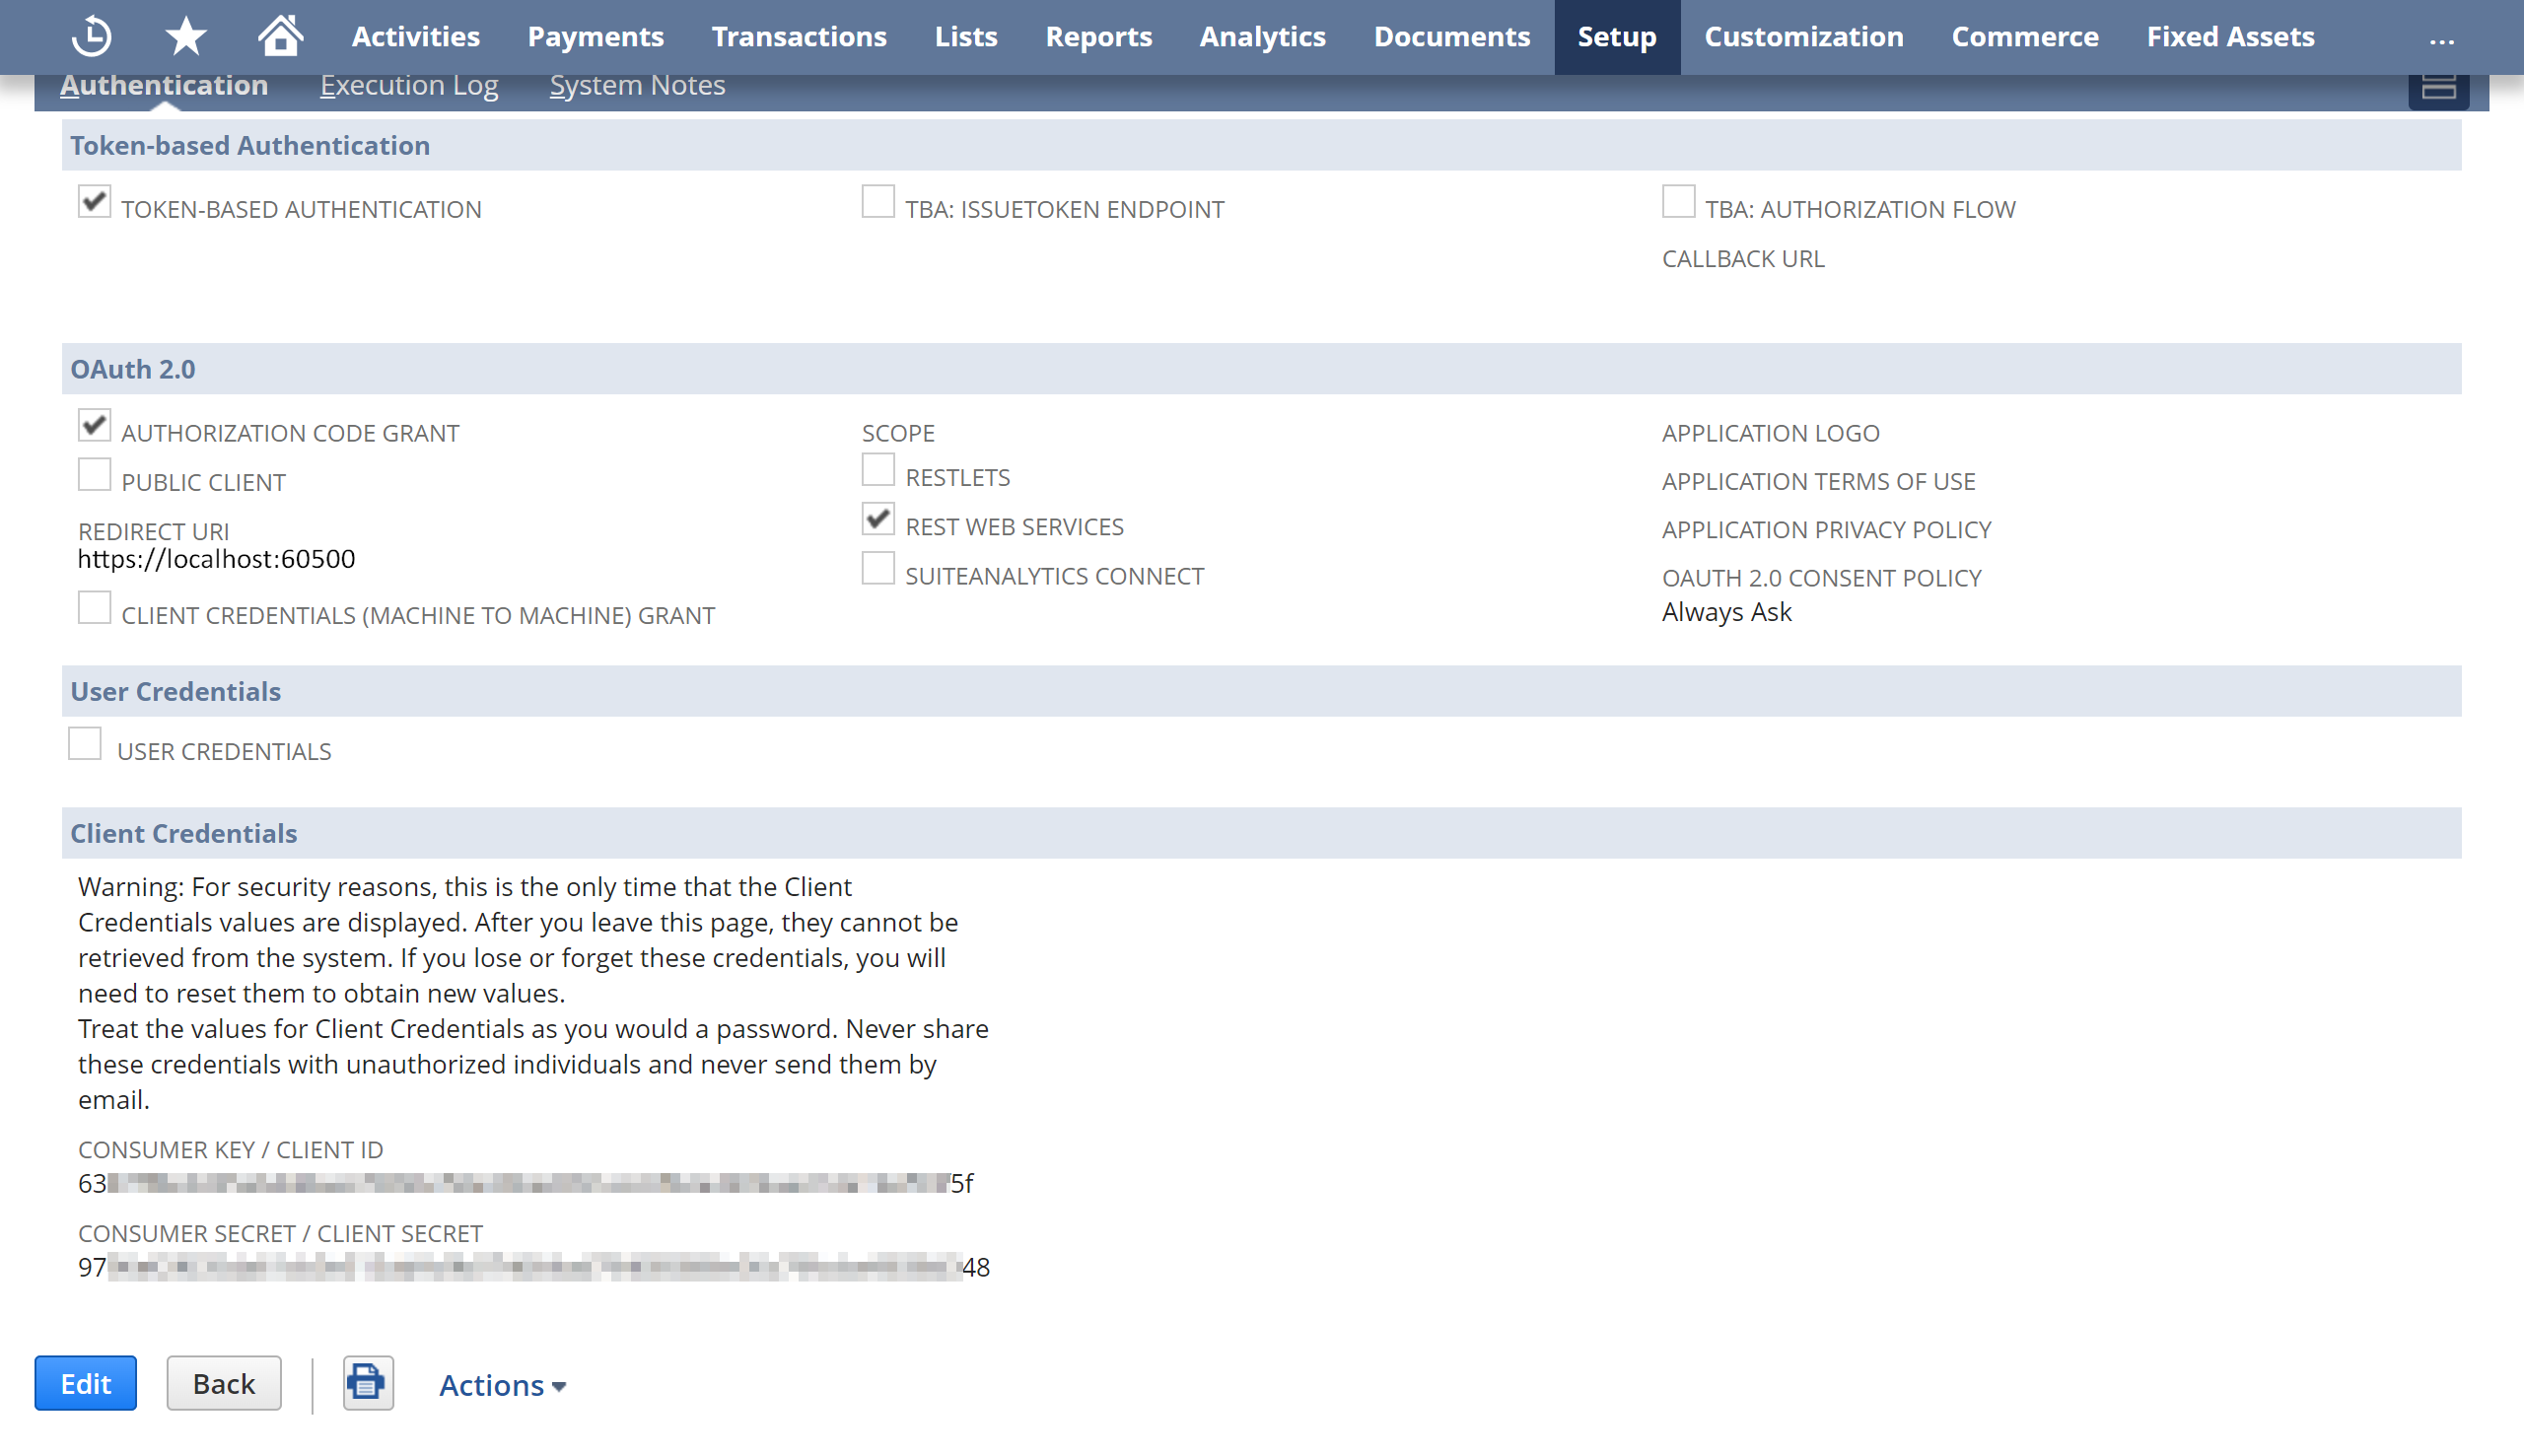 Activities Payments Transactions Lists Reports Analytics Documents Setup Customization Commerce Fixed Assets ...
Authentication Execution Log System Notes
Token-based Authentication
TOKEN-BASED AUTHENTICATION
TBA: ISSUETOKEN ENDPOINT
TBA: AUTHORIZATION FLOW
CALLBACK URL
OAuth 2.0
AUTHORIZATION CODE GRANT
PUBLIC CLIENT
REDIRECT URI
https://localhost:60500
CLIENT CREDENTIALS (MACHINE TO MACHINE) GRANT
SCOPE
RESTLETS
REST WEB SERVICES
SUITEANALYTICS CONNECT
APPLICATION LOGO
APPLICATION TERMS OF USE
APPLICATION PRIVACY POLICY
OAUTH 2.0 CONSENT POLICY
Always Ask
User Credentials
USER CREDENTIALS
Client Credentials
Warning: For security reasons, this is the only time that the Client
Credentials values are displayed. After you leave this page, they cannot be
retrieved from the system. If you lose or forget these credentials, you will
need to reset them to obtain new values.
Treat the values for Client Credentials as you would a password. Never share
these credentials with unauthorized individuals and never send them by
email.
CONSUMER KEY / CLIENT ID
63 5f
CONSUMER SECRET / CLIENT SECRET
97 48
Edit Back Actions